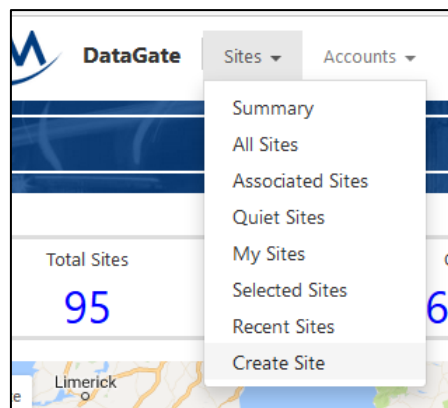 DataGate Sites Accounts
Summary
All Sites
Associated Sites
Quiet Sites
My Sites
Selected Sites
Recent Sites
Create Site
Total Sites
95
6
Limerick